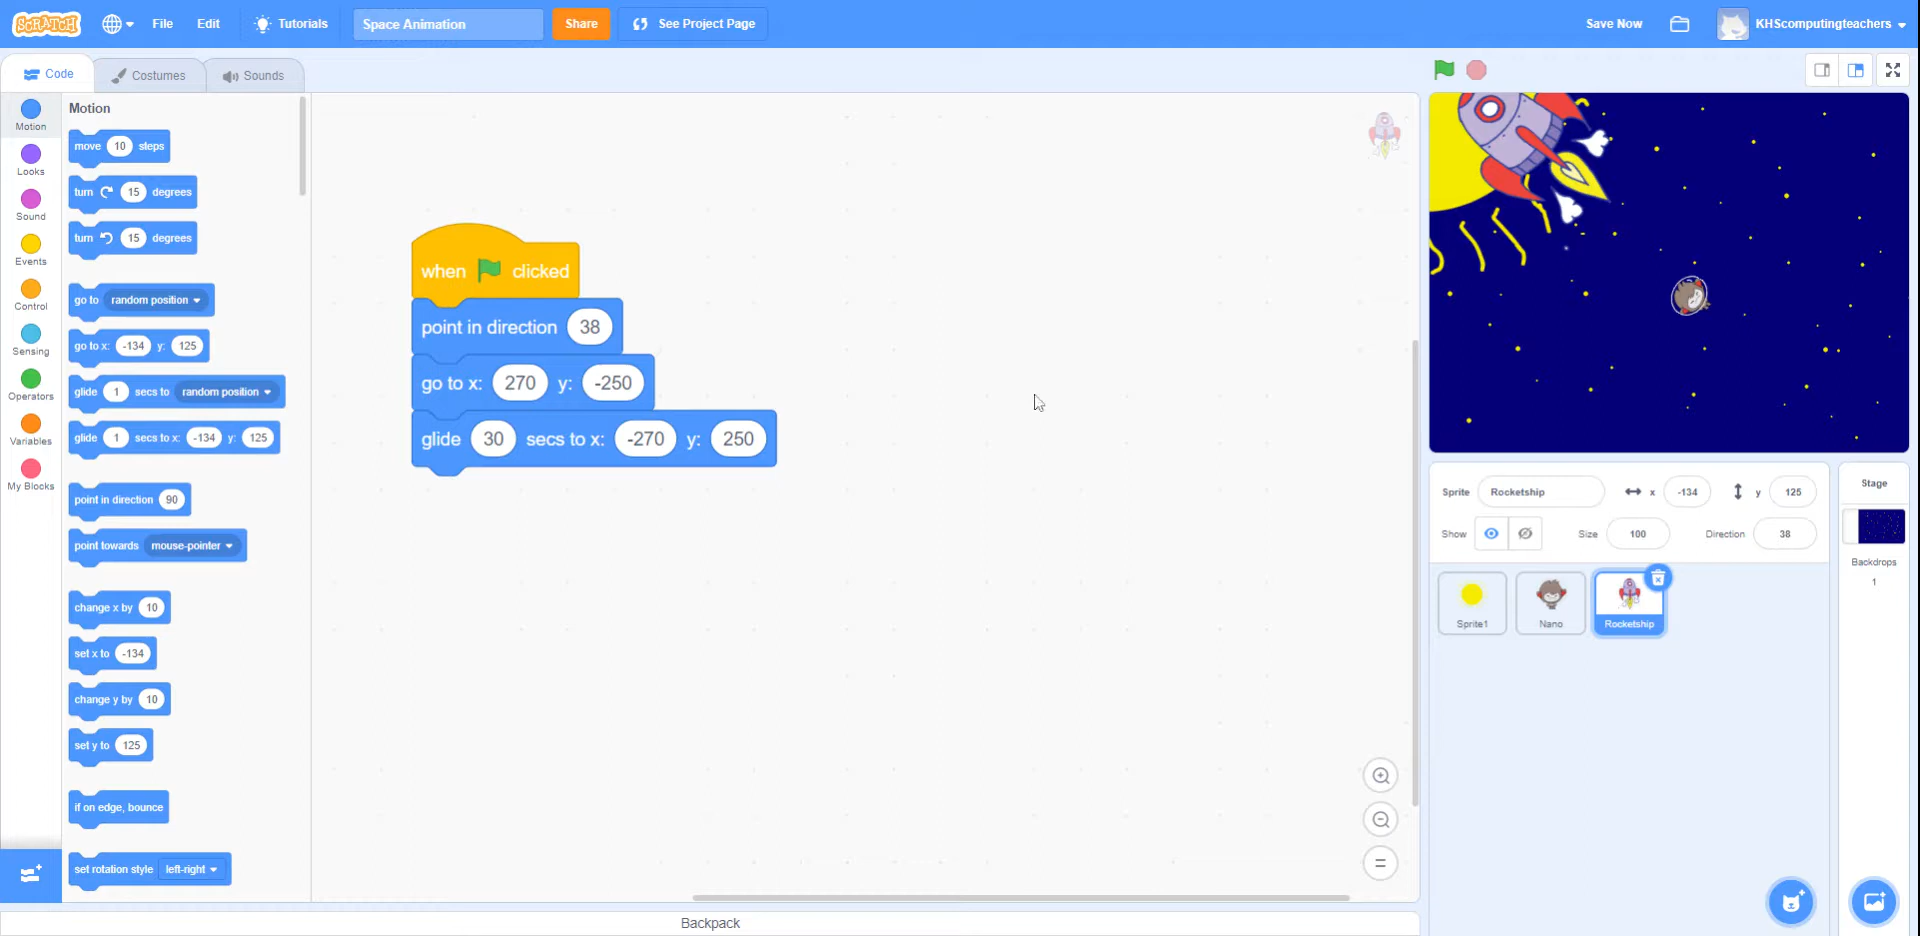 SCRATCH
File Edit Tutorials Space Animation Share See Project Page Save Now KHScomputingteachers
Code Costumes Sounds
Motion
Looks
Sound
Events
Control
Sensing
Operators
Variables
My Blocks
Motion
move 10 steps
turn 15 degrees
turn 15 degrees
go to random position
go to x: -134 y: 125
glide 1 secs to random position
glide 1 secs to x: -134 y: 125
point in direction 90
point towards mouse-pointer
change x by 10
set x to -134
change y by 10
set y to 125
if on edge, bounce
set rotation style left-right
when clicked
point in direction 38
go to x: 270 y: -250
glide 30 secs to x: -270 y: 250
Sprite Rocketship x -134 y 125
Show Size 100 Direction 38
Sprite1
Nano
Rocketship
Stage
Backdrops
1
Backpack